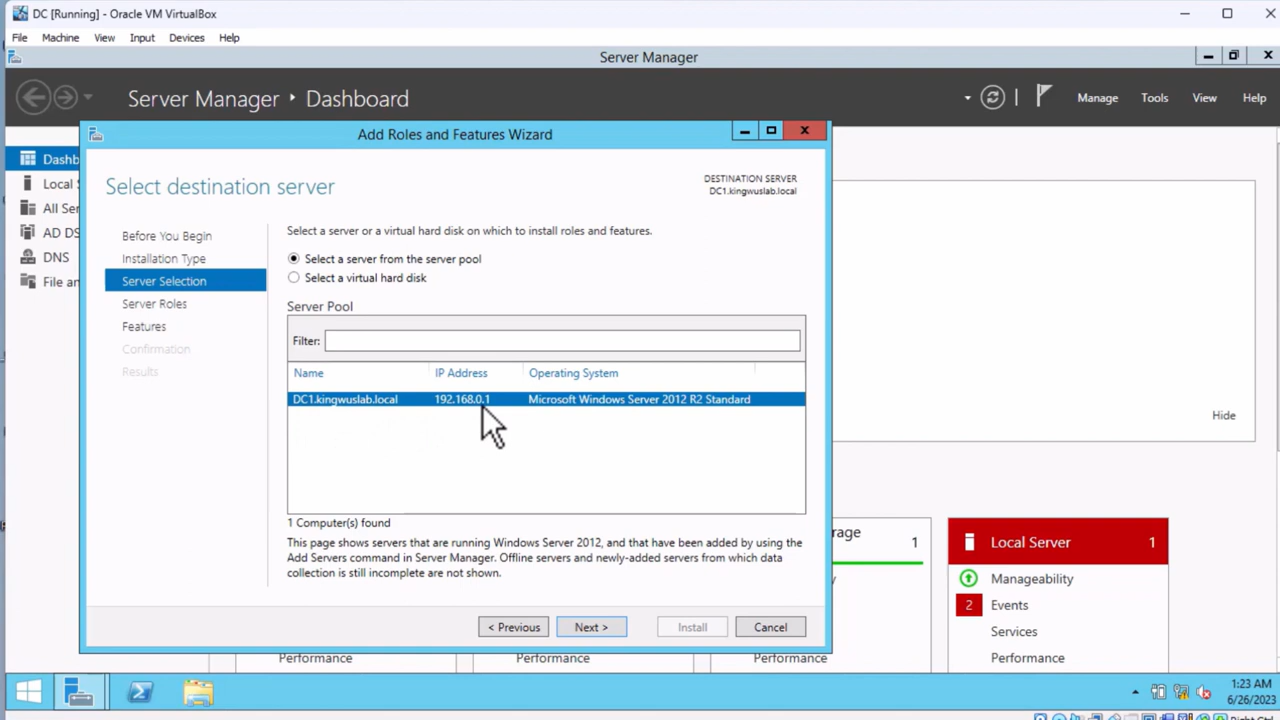 DC [Running] - Oracle VM VirtualBox
File Machine View Input Devices Help
Server Manager
Server Manager • Dashboard
Manage Tools View Help
Dashb
Local S
All Ser
AD DS
DNS
File an
Add Roles and Features Wizard
Select destination server
DESTINATION SERVER
DC1.kingwuslab.local
Before You Begin
Installation Type
Server Selection
Server Roles
Features
Confirmation
Results
Select a server or a virtual hard disk on which to install roles and features.
Select a server from the server pool
Select a virtual hard disk
Server Pool
Filter:
Name IP Address Operating System
DC1.kingwuslab.local 192.168.0.1 Microsoft Windows Server 2012 R2 Standard
1 Computer(s) found
This page shows servers that are running Windows Server 2012, and that have been added by using the
Add Servers command in Server Manager. Offline servers and newly-added servers from which data
collection is still incomplete are not shown.
< Previous Next > Install Cancel
Hide
rage 1
Local Server 1
Manageability
2 Events
Services
Performance Performance Performance Performance
1:23 AM
6/26/2023
Right Ctrl